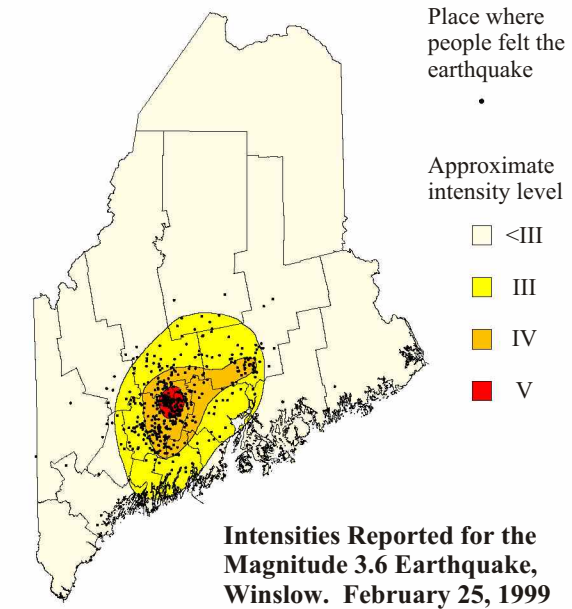 Place where
people felt the
earthquake
Approximate
intensity level
<III
III
IV
V
Intensities Reported for the
Magnitude 3.6 Earthquake,
Winslow. February 25, 1999